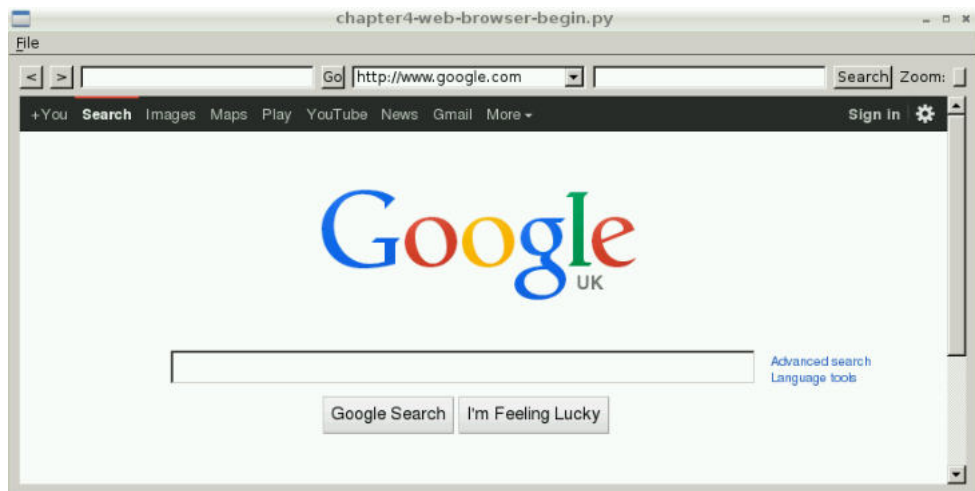 chapter4-web-browser-begin.py
File
< > Go http://www.google.com Search Zoom:
+You Search Images Maps Play YouTube News Gmail More Sign in
Google
UK
Advanced search
Language tools
Google Search I'm Feeling Lucky